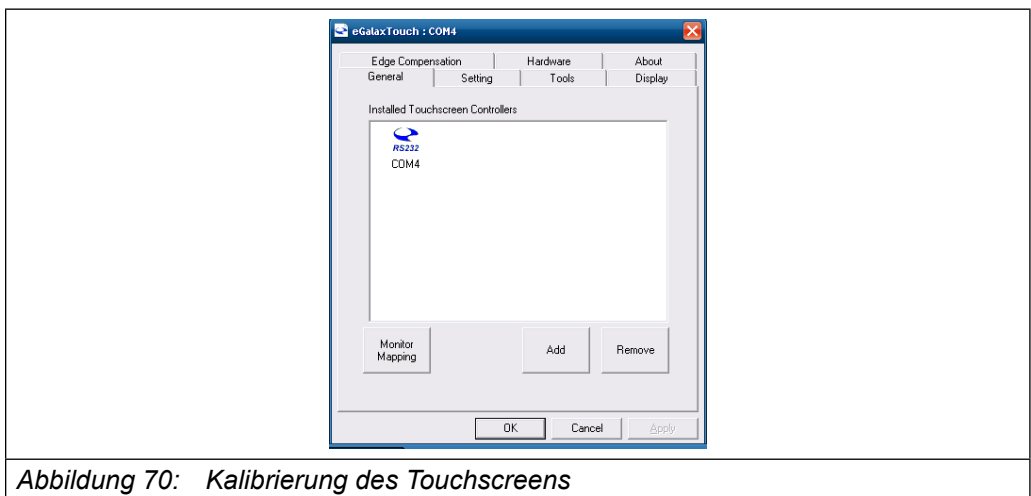 eGalaxTouch : COM4
Edge Compensation Hardware About
General Setting Tools Display
Installed Touchscreen Controllers
RS232
COM4
Monitor
Mapping
Add
Remove
OK Cancel Apply
Abbildung 70: Kalibrierung des Touchscreens